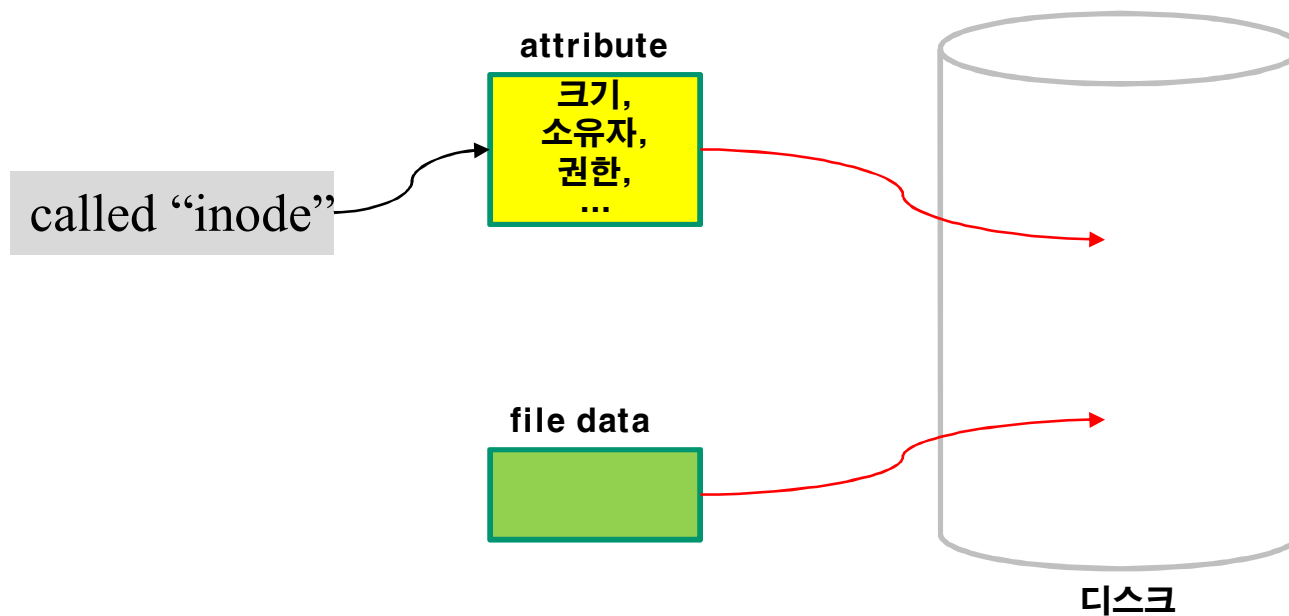 attribute
크기,
소유자,
권한,
...
called “inode”
file data
디스크